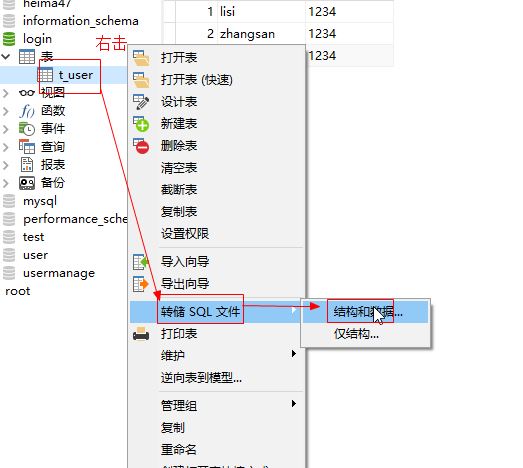 heima47
information_schema
login
表
t_user
视图
函数
事件
查询
报表
备份
mysql
performance_sche
test
user
usermanage
root
右击
1 lisi 1234
2 zhangsan 1234
1234
打开表
打开表 (快速)
设计表
新建表
删除表
清空表
截断表
复制表
设置权限
导入向导
导出向导
转储 SQL 文件
打印表
维护
逆向表到模型...
管理组
复制
重命名
结构和数据...
仅结构...